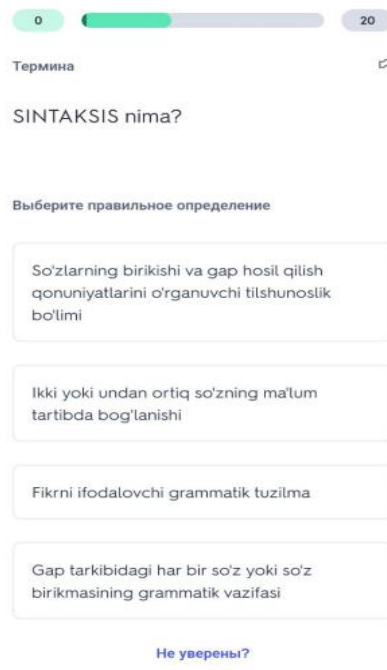 0
20
Термина
SINTAKSIS nima?
Выберите правильное определение
So'zlarning birikishi va gap hosil qilish
qonuniyatlarini o'rganuvchi tilshunoslik
bo'limi
Ikki yoki undan ortiq so'zning ma'lum
tartibda bog'lanishi
Fikrni ifodalovchi grammatik tuzilma
Gap tarkibidagi har bir so'z yoki so'z
birikmasining grammatik vazifasi
Не уверены?